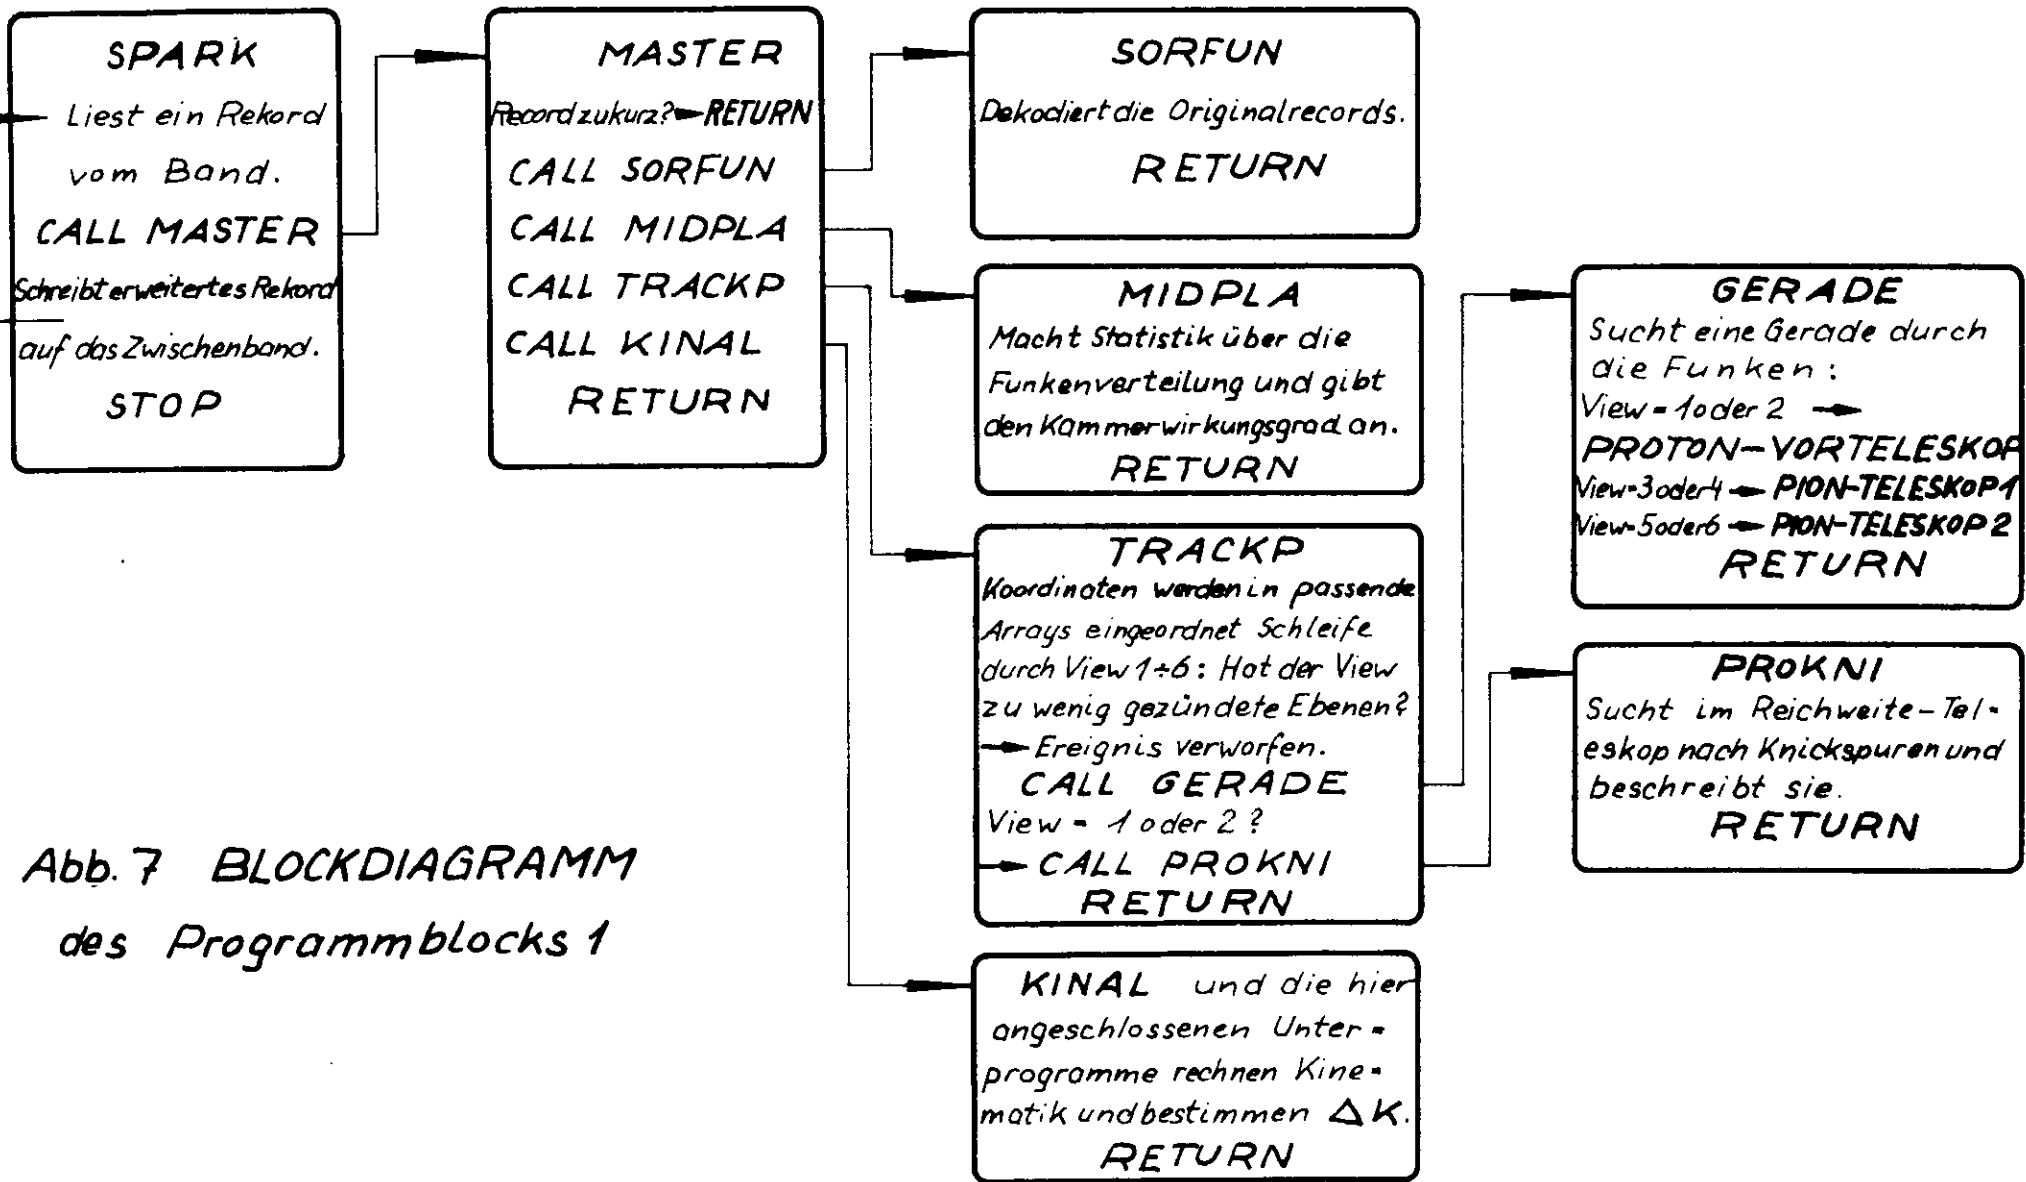 SPARK
Liest ein Rekord
vom Band.
CALL MASTER
Schreibt erweitertes Rekord
auf das Zwischenband.
STOP
MASTER
Record zu kurz? → RETURN
CALL SORFUN
CALL MIDPLA
CALL TRACKP
CALL KINAL
RETURN
SORFUN
Dekodiert die Originalrecords.
RETURN
MIDPLA
Macht Statistik über die
Funkenverteilung und gibt
den Kammerwirkungsgrad an.
RETURN
TRACKP
Koordinaten werden in passende
Arrays eingeordnet Schleife
durch View 1÷6: Hat der View
zu wenig gezündete Ebenen?
→ Ereignis verworfen.
CALL GERADE
View = 1 oder 2 ?
→ CALL PROKNI
RETURN
KINAL und die hier
angeschlossenen Unter=
programme rechnen Kine=
matik und bestimmen ΔK.
RETURN
GERADE
Sucht eine Gerade durch
die Funken :
View = 1 oder 2 →
PROTON-VORTELESKOP
View=3 oder 4 → PION-TELESKOP 1
View=5 oder 6 → PION-TELESKOP 2
RETURN
PROKNI
Sucht im Reichweite-Tel=
eskop nach Knickspuren und
beschreibt sie.
RETURN
Abb. 7 BLOCKDIAGRAMM
des Programmblocks 1